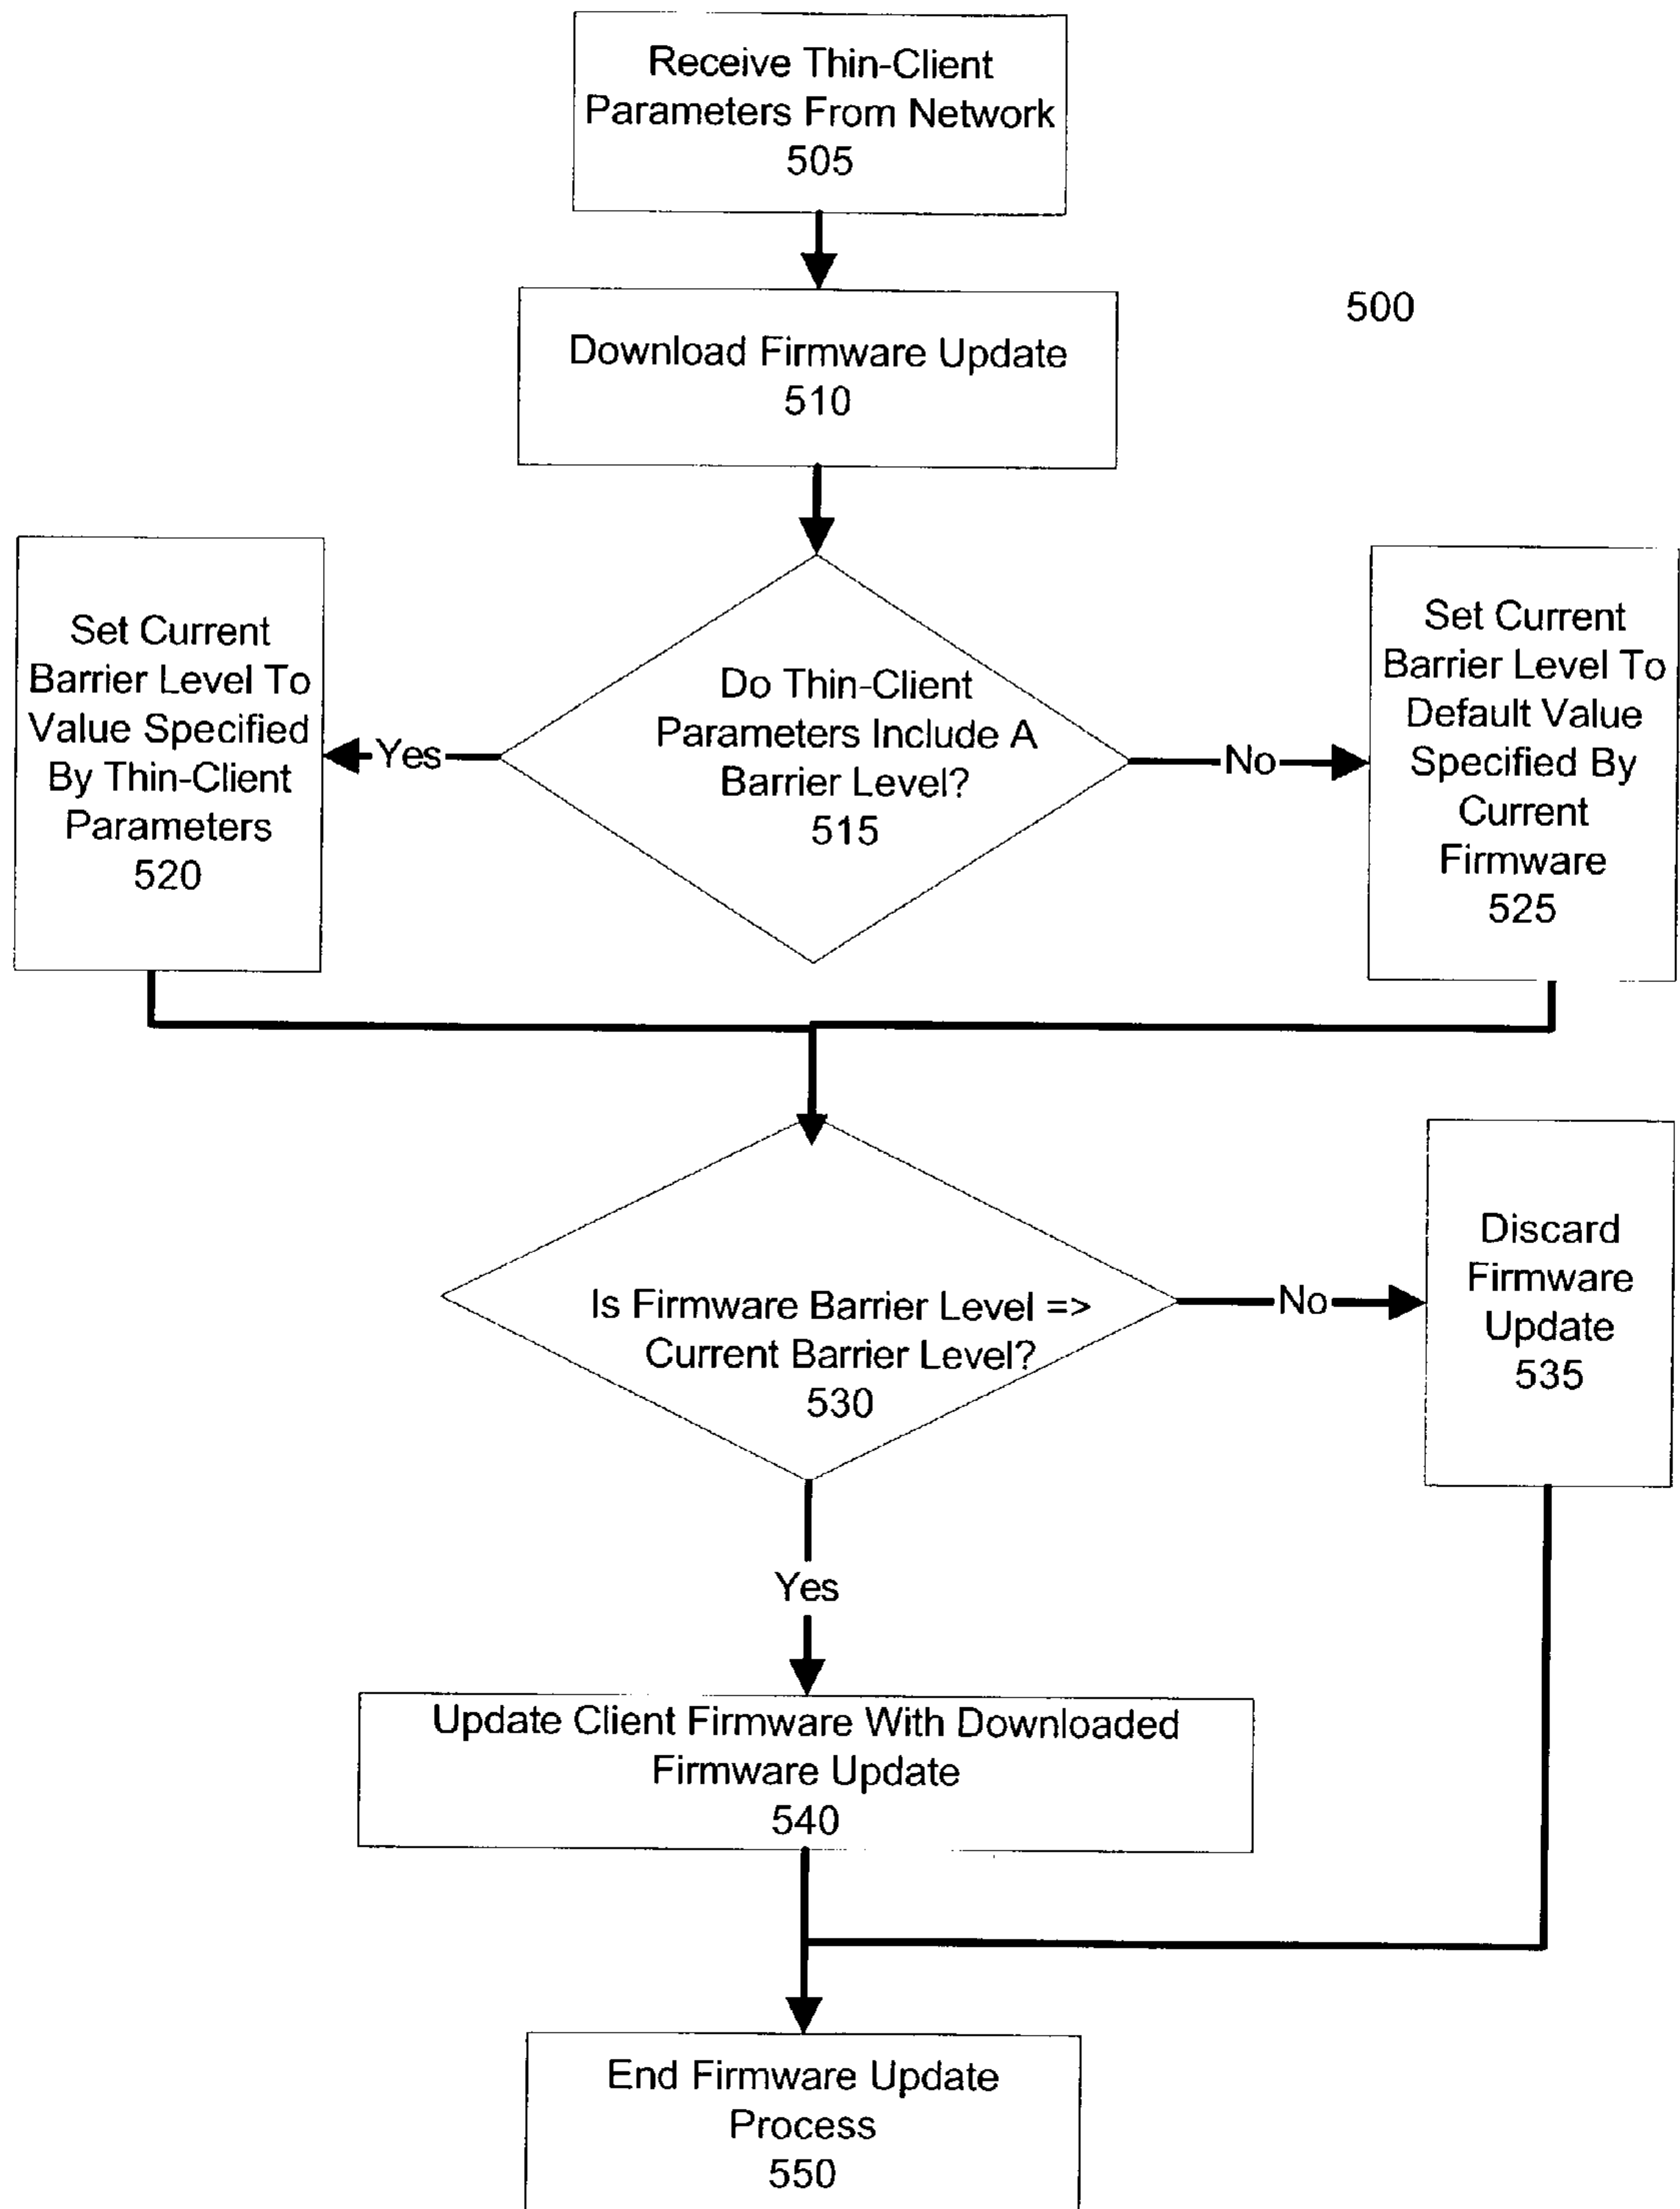 Receive Thin-Client
Parameters From Network
505
500
Download Firmware Update
510
Set Current
Barrier Level To
Value Specified
By Thin-Client
Parameters
520
Yes
Do Thin-Client
Parameters Include A
Barrier Level?
515
No
Set Current
Barrier Level To
Default Value
Specified By
Current
Firmware
525
Is Firmware Barrier Level =>
Current Barrier Level?
530
No
Discard
Firmware
Update
535
Yes
Update Client Firmware With Downloaded
Firmware Update
540
End Firmware Update
Process
550